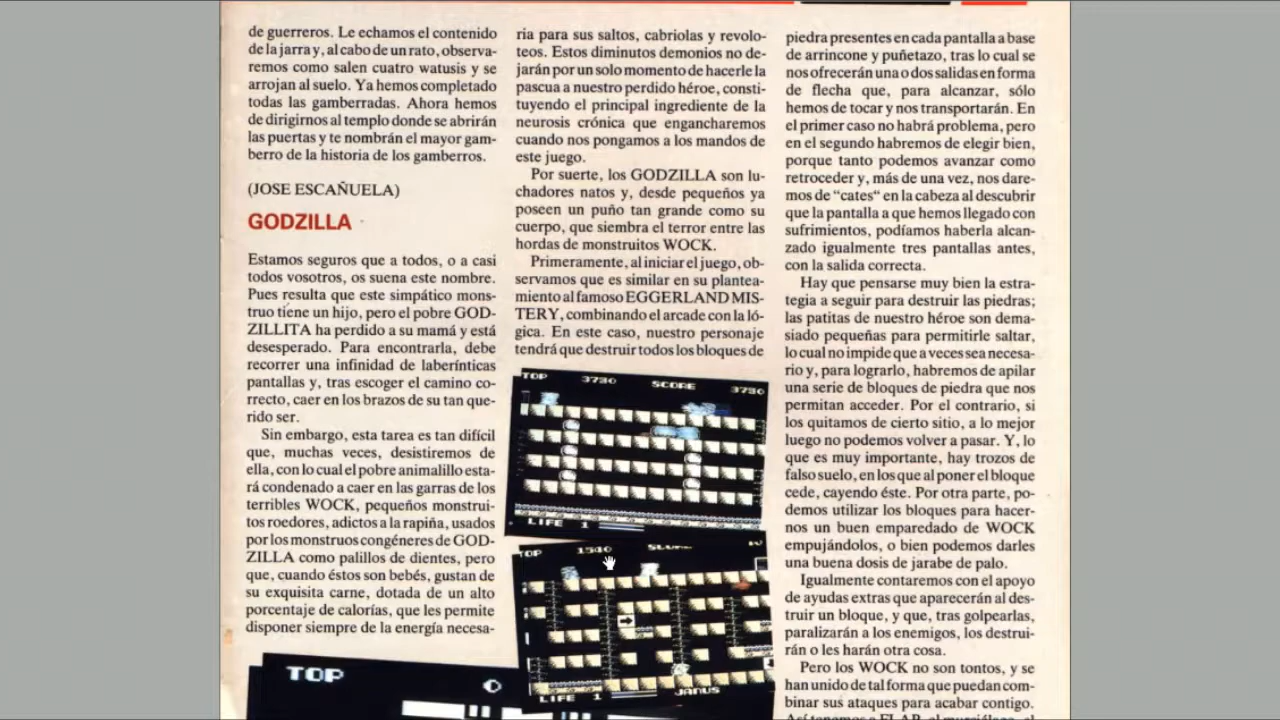 de guerreros. Le echamos el contenido
de la jarra y, al cabo de un rato, observa-
remos como salen cuatro watusis y se
arrojan al suelo. Ya hemos completado
todas las gamberradas. Ahora hemos
de dirigirnos al templo donde se abrirán
las puertas y te nombrán el mayor gam-
berro de la historia de los gamberros.
(JOSE ESCAÑUELA)
GODZILLA
Estamos seguros que a todos, o a casi
todos vosotros, os suena este nombre.
Pues resulta que este simpático mons-
truo tiene un hijo, pero el pobre GOD-
ZILLITA ha perdido a su mamá y está
desesperado. Para encontrarla, debe
recorrer una infinidad de laberínticas
pantallas y, tras escoger el camino co-
rrecto, caer en los brazos de su tan que-
rido ser.
Sin embargo, esta tarea es tan difícil
que, muchas veces, desistiremos de
ella, con lo cual el pobre animalillo esta-
rá condenado a caer en las garras de los
terribles WOCK, pequeños monstrui-
tos roedores, adictos a la rapiña, usados
por los monstruos congéneres de GOD-
ZILLA como palillos de dientes, pero
que, cuando éstos son bebés, gustan de
su exquisita carne, dotada de un alto
porcentaje de calorías, que les permite
disponer siempre de la energía necesa-
ria para sus saltos, cabriolas y revolo-
teos. Estos diminutos demonios no de-
jarán por un solo momento de hacerle la
pascua a nuestro perdido héroe, consti-
tuyendo el principal ingrediente de la
neurosis crónica que engancharemos
cuando nos pongamos a los mandos de
este juego.
Por suerte, los GODZILLA son lu-
chadores natos y, desde pequeños ya
poseen un puño tan grande como su
cuerpo, que siembra el terror entre las
hordas de monstruitos WOCK.
Primeramente, al iniciar el juego, ob-
servamos que es similar en su plantea-
miento al famoso EGGERLAND MIS-
TERY, combinando el arcade con la ló-
gica. En este caso, nuestro personaje
tendrá que destruir todos los bloques de
TOP 3730 SCORE 3730
LIFE 1
TOP 1540
LIFE 1 JANUS
TOP
piedra presentes en cada pantalla a base
de arrincone y puñetazo, tras lo cual se
nos ofrecerán una o dos salidas en forma
de flecha que, para alcanzar, sólo
hemos de tocar y nos transportarán. En
el primer caso no habrá problema, pero
en el segundo habremos de elegir bien,
porque tanto podemos avanzar como
retroceder y, más de una vez, nos dare-
mos de “cates“ en la cabeza al descubrir
que la pantalla a que hemos llegado con
sufrimientos, podíamos haberla alcan-
zado igualmente tres pantallas antes,
con la salida correcta.
Hay que pensarse muy bien la estra-
tegia a seguir para destruir las piedras;
las patitas de nuestro héroe son dema-
siado pequeñas para permitirle saltar,
lo cual no impide que a veces sea necesa-
rio y, para lograrlo, habremos de apilar
una serie de bloques de piedra que nos
permitan acceder. Por el contrario, si
los quitamos de cierto sitio, a lo mejor
luego no podemos volver a pasar. Y, lo
que es muy importante, hay trozos de
falso suelo, en los que al poner el bloque
cede, cayendo éste. Por otra parte, po-
demos utilizar los bloques para hacer-
nos un buen emparedado de WOCK
empujándolos, o bien podemos darles
una buena dosis de jarabe de palo.
Igualmente contaremos con el apoyo
de ayudas extras que aparecerán al des-
truir un bloque, y que, tras golpearlas,
paralizarán a los enemigos, los destrui-
rán o les harán otra cosa.
Pero los WOCK no son tontos, y se
han unido de tal forma que puedan com-
binar sus ataques para acabar contigo.